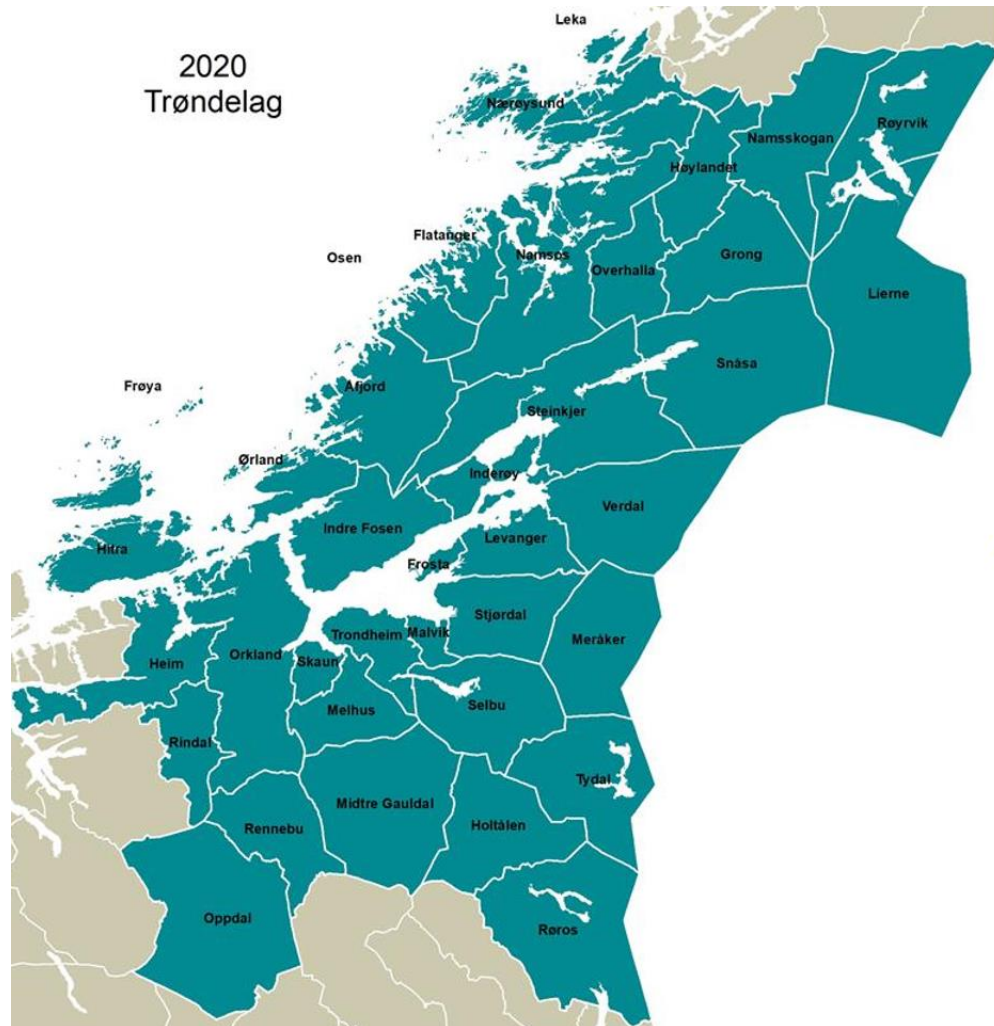 Leka
2020
Trøndelag
Nærøysund
Røyrvik
Namsskogan
Høylandet
Flatanger
Osen
Namsos
Overhalla
Grong
Lierne
Snåsa
Frøya
Åfjord
Steinkjer
Ørland
Inderøy
Verdal
Indre Fosen
Levanger
Hitra
Frosta
Stjørdal
Meråker
Trondheim
Malvik
Orkland
Skaun
Heim
Selbu
Melhus
Rindal
Tydal
Midtre Gauldal
Holtålen
Rennebu
Oppdal
Røros